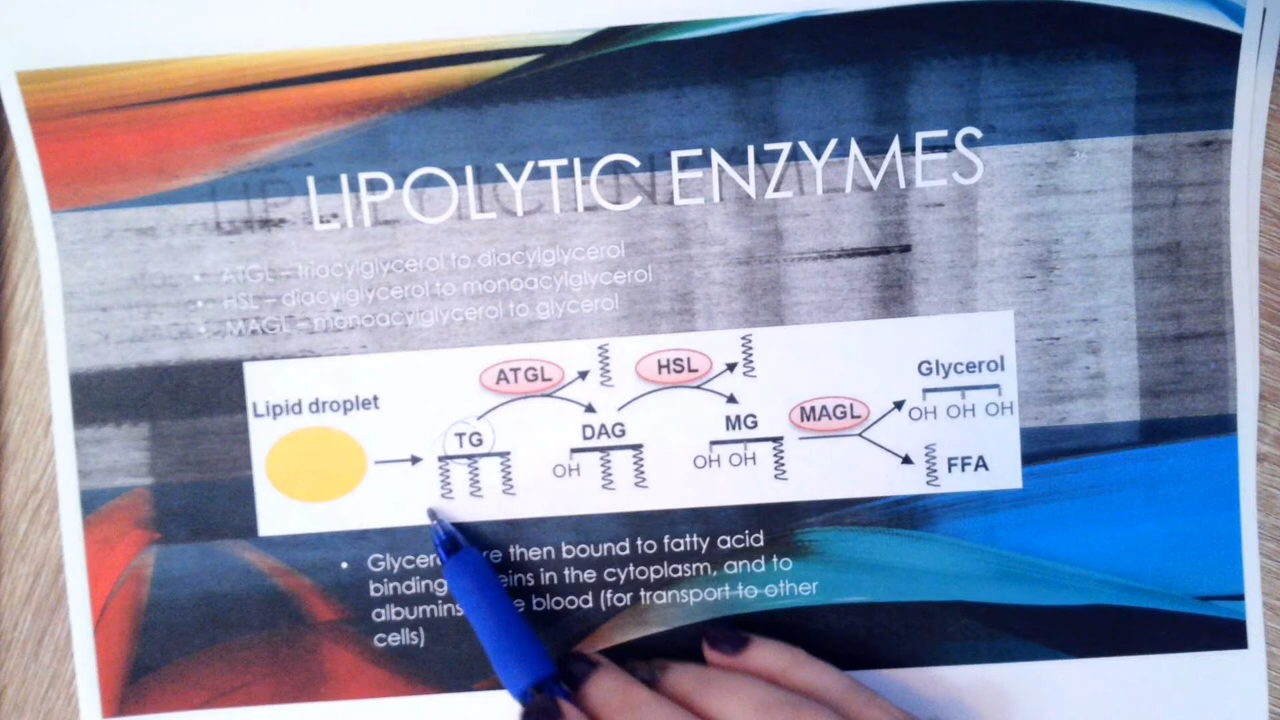 LIPOLYTIC ENZYMES
• ATGL – triacylglycerol to diacylglycerol
• HSL – diacylglycerol to monoacylglycerol
• MAGL – monoacylglycerol to glycerol
Lipid droplet
TG
ATGL
DAG
OH
HSL
MG
OH OH
MAGL
Glycerol
OH OH OH
FFA
• then bound to fatty acid
in the cytoplasm, and to
blood (for transport to other
cells)